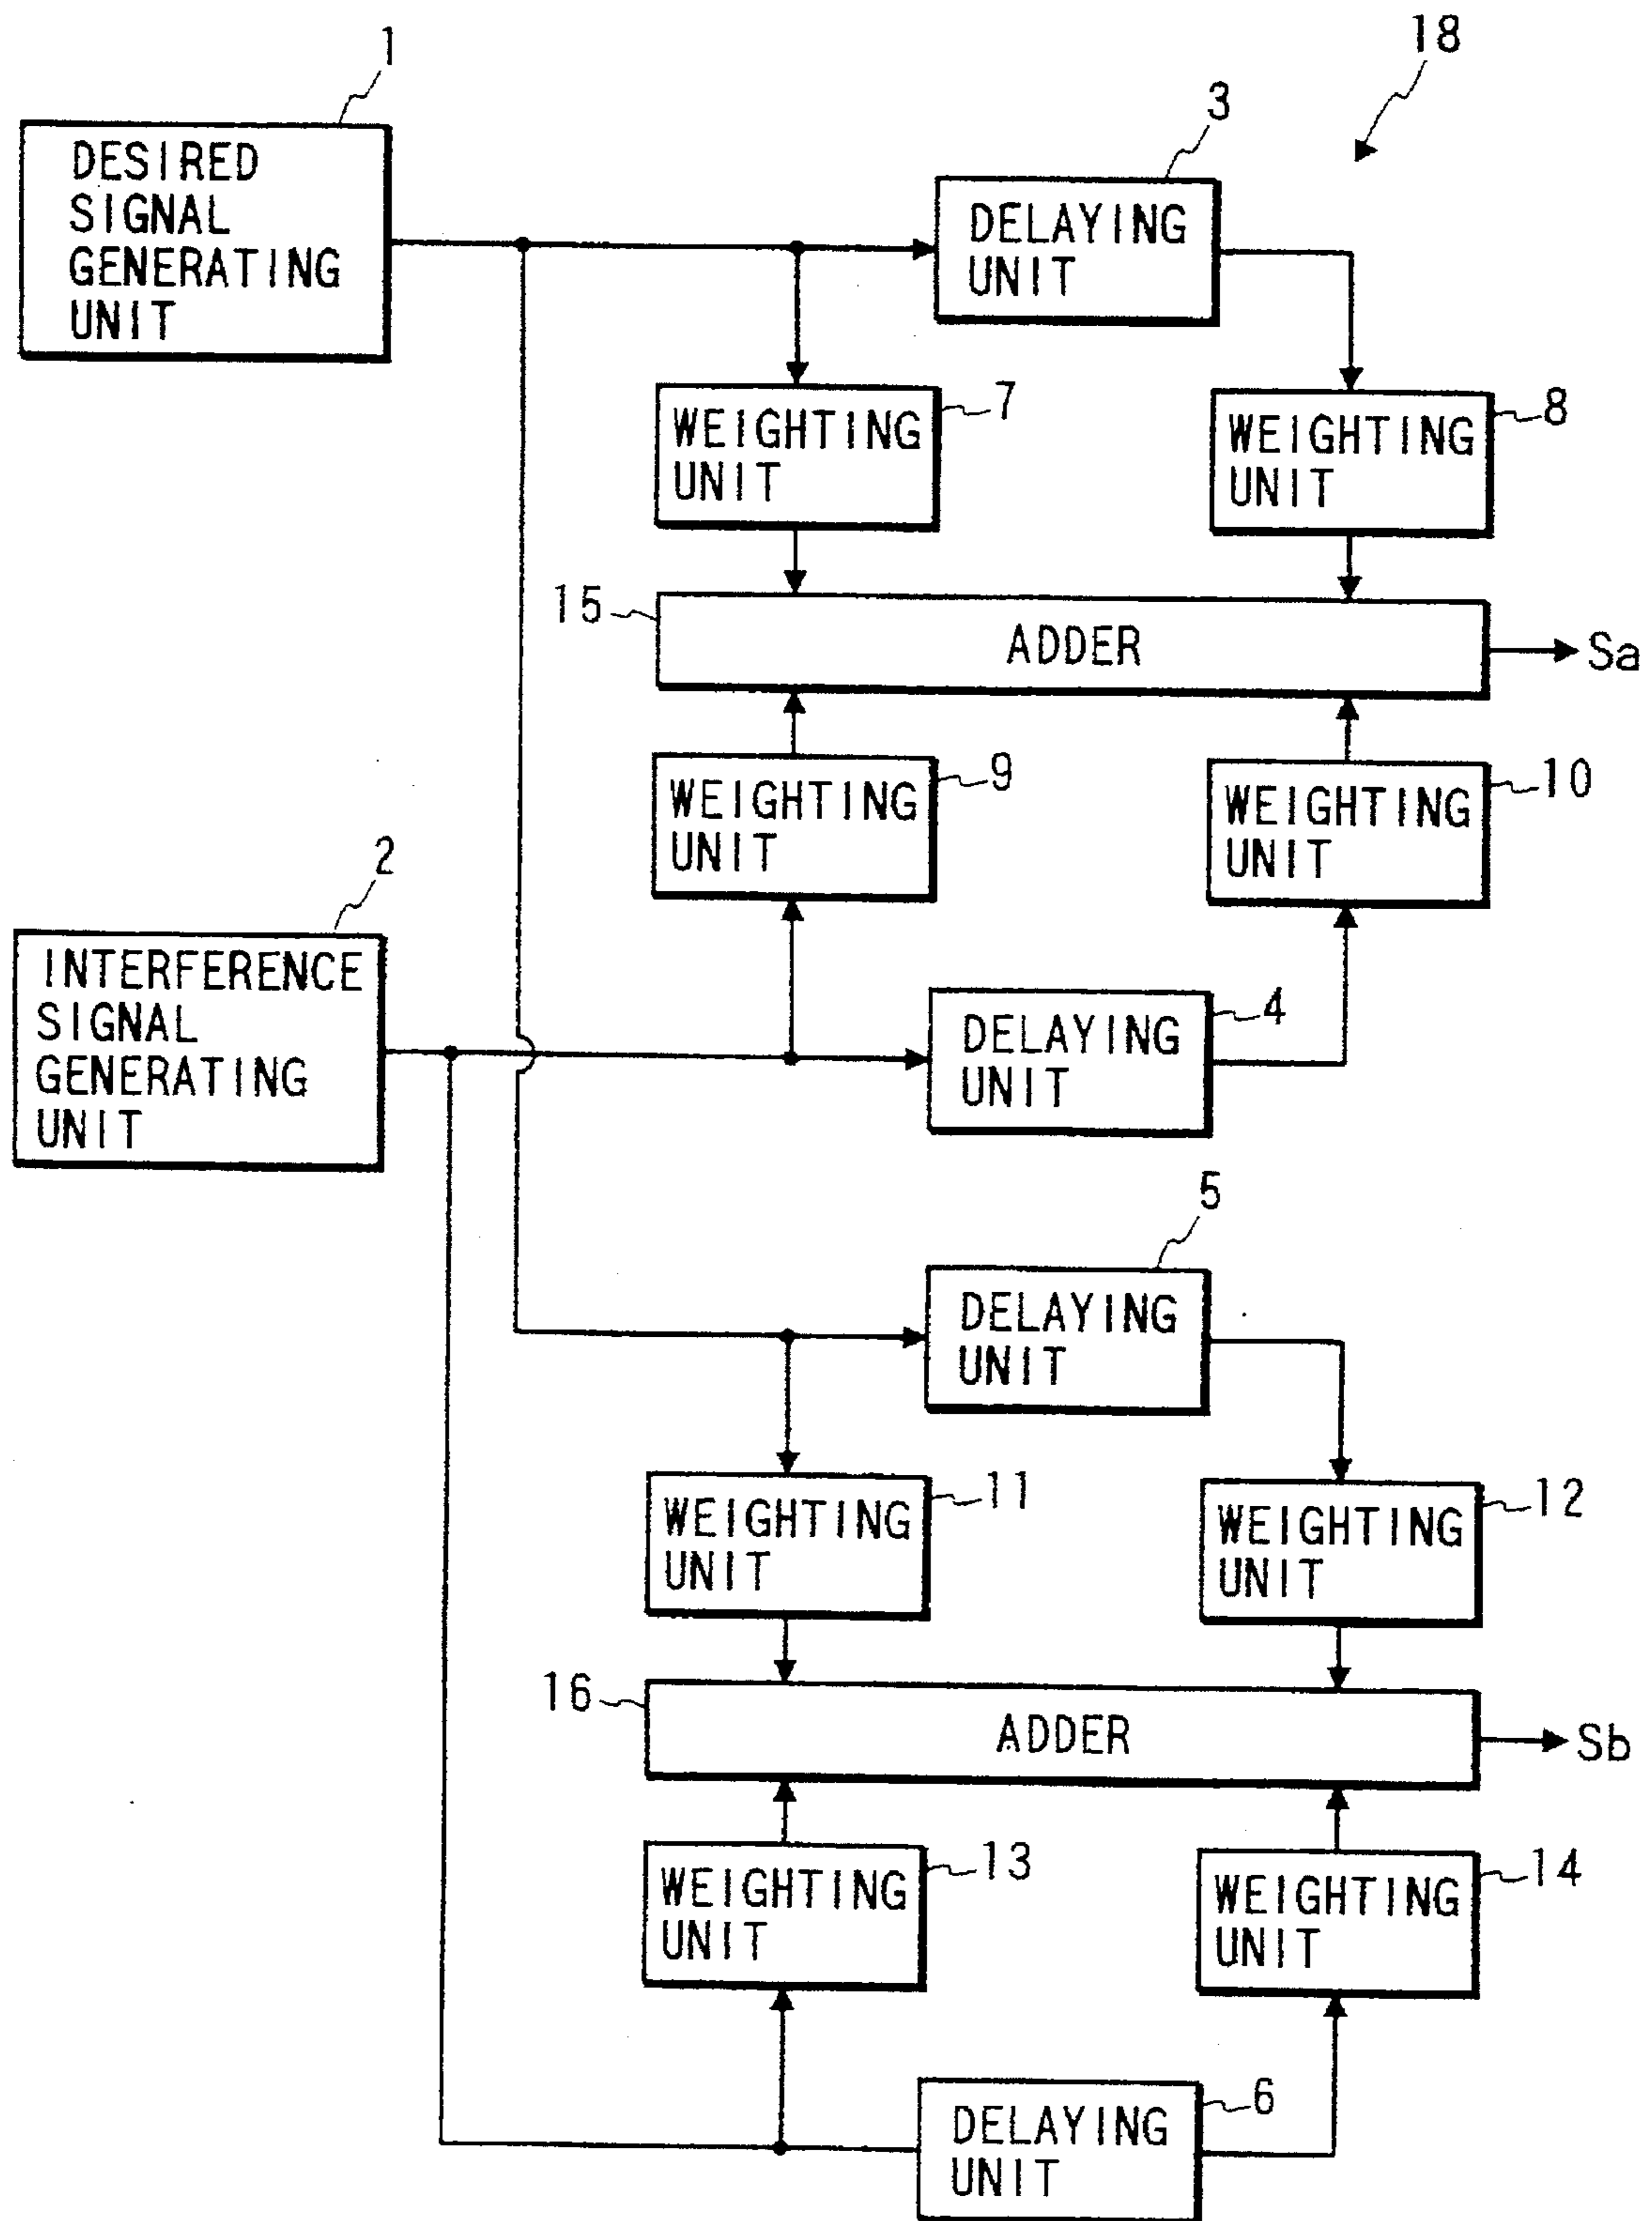 18
1
DESIRED
SIGNAL
GENERATING
UNIT
3
DELAYING
UNIT
WEIGHTING
UNIT
7
WEIGHTING
UNIT
8
15
ADDER
Sa
WEIGHTING
UNIT
9
WEIGHTING
UNIT
10
2
INTERFERENCE
SIGNAL
GENERATING
UNIT
DELAYING
UNIT
4
5
DELAYING
UNIT
WEIGHTING
UNIT
11
WEIGHTING
UNIT
12
16
ADDER
Sb
WEIGHTING
UNIT
13
WEIGHTING
UNIT
14
DELAYING
UNIT
6